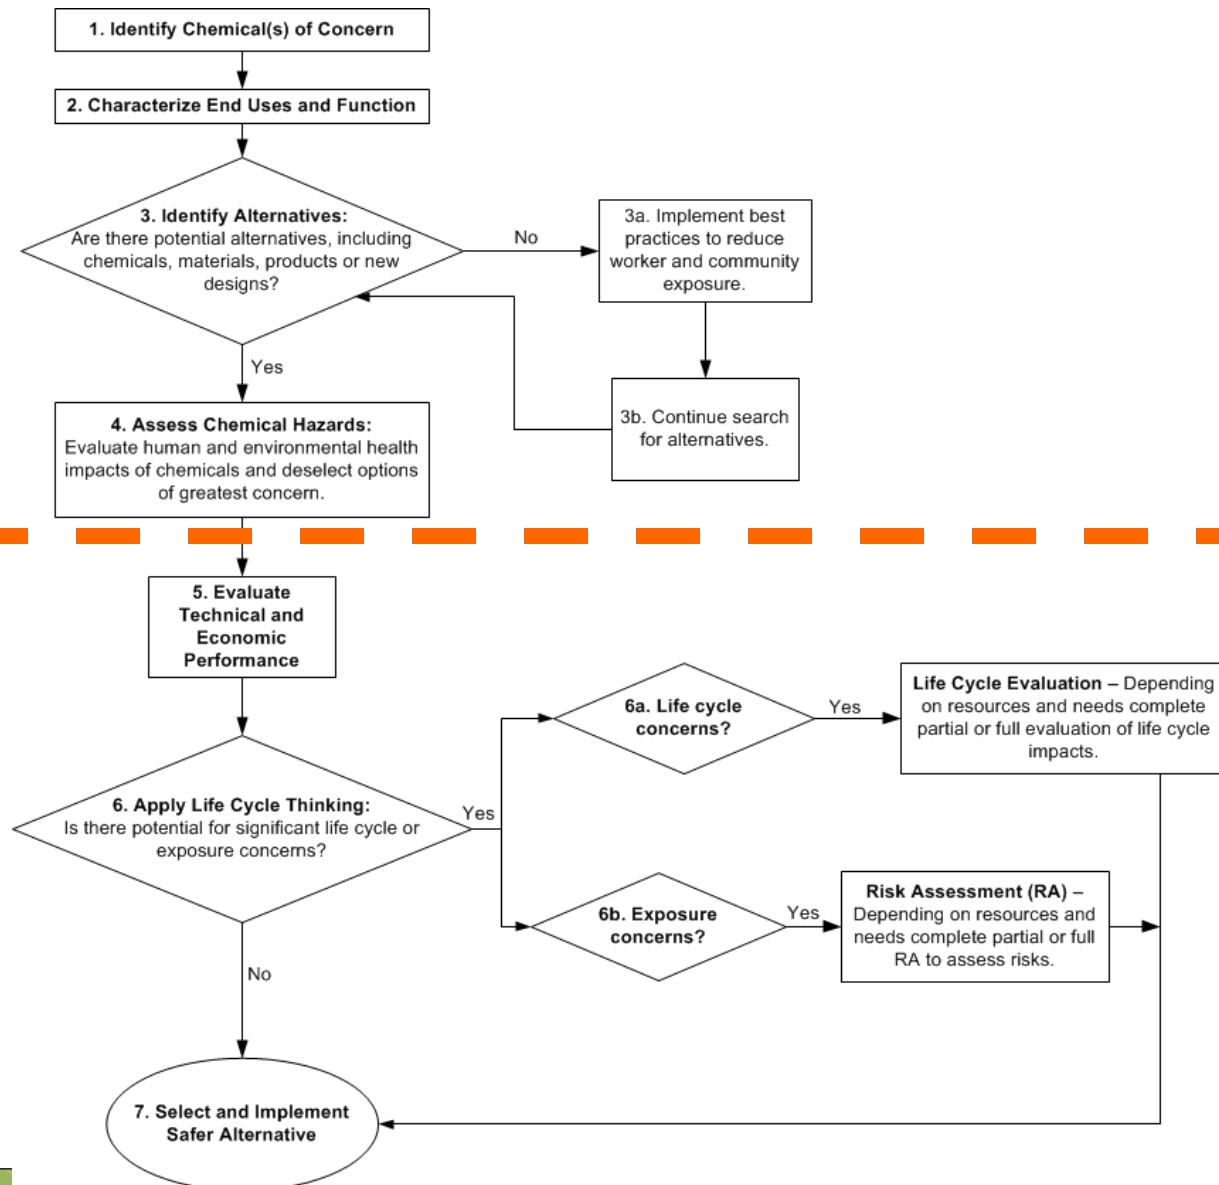 1. Identify Chemical(s) of Concern
2. Characterize End Uses and Function
3. Identify Alternatives:
Are there potential alternatives, including
chemicals, materials, products or new
designs?
No
3a. Implement best
practices to reduce
worker and community
exposure.
Yes
3b. Continue search
for alternatives.
4. Assess Chemical Hazards:
Evaluate human and environmental health
impacts of chemicals and deselect options
of greatest concern.
5. Evaluate
Technical and
Economic
Performance
6. Apply Life Cycle Thinking:
Is there potential for significant life cycle or
exposure concerns?
Yes
6a. Life cycle
concerns?
Yes
Life Cycle Evaluation – Depending
on resources and needs complete
partial or full evaluation of life cycle
impacts.
6b. Exposure
concerns?
Yes
Risk Assessment (RA) –
Depending on resources and
needs complete partial or full
RA to assess risks.
No
7. Select and Implement
Safer Alternative